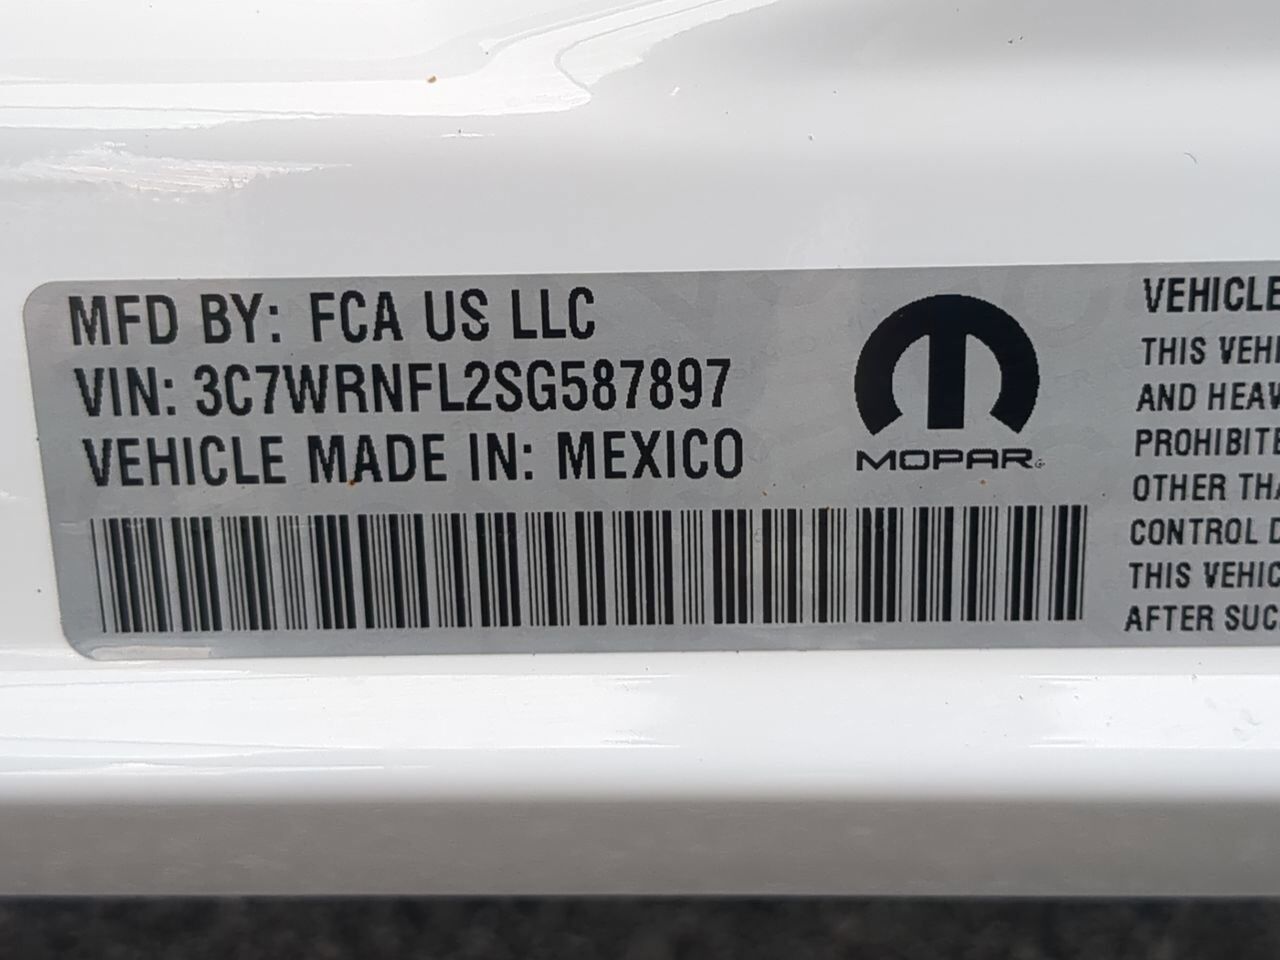 MFD BY: FCA US LLC
VIN: 3C7WRNFL2SG587897
VEHICLE MADE IN: MEXICO
MOPAR
VEHICLE
THIS VEHI
AND HEAV
PROHIBITE
OTHER THA
CONTROL D
THIS VEHIC
AFTER SUC